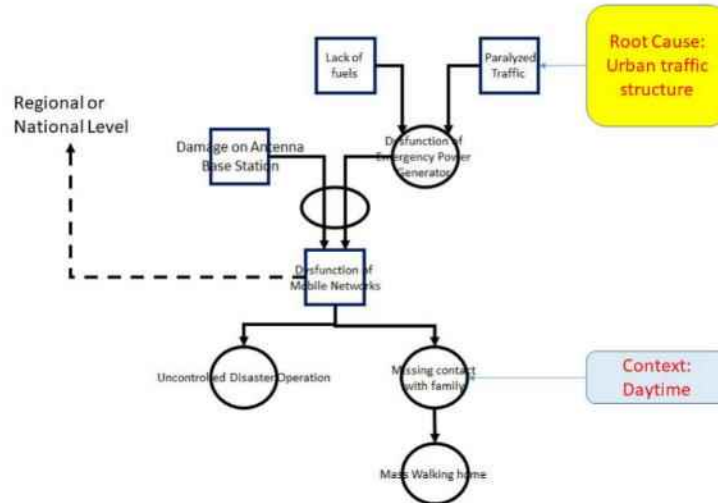 Lack of
fuels
Paralyzed
Traffic
Root Cause:
Urban traffic
structure
Regional or
National Level
Damage on Antenna
Base Station
Dysfunction of
Emergency Power
Generator
Dysfunction of
Mobile Networks
Uncontrolled Disaster Operation
Missing contact
with family
Context:
Daytime
Mass Walking home